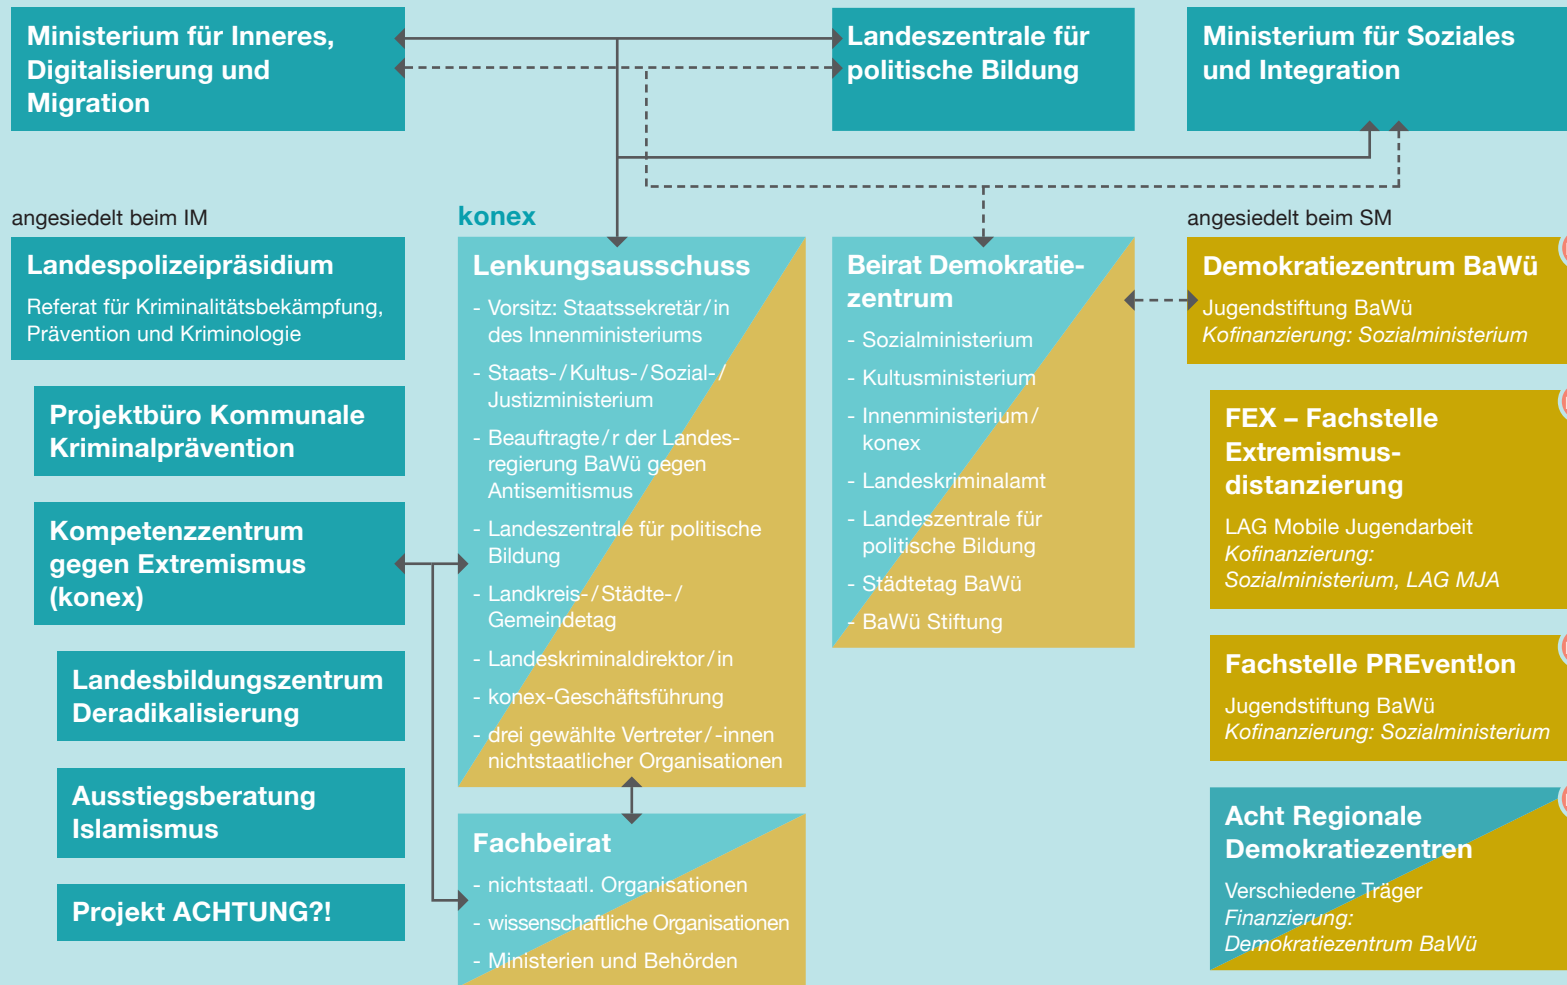 Ministerium für Inneres,
Digitalisierung und
Migration
Landeszentrale für
politische Bildung
Ministerium für Soziales
und Integration
angesiedelt beim IM
Landespolizeipräsidium
Referat für Kriminalitätsbekämpfung,
Prävention und Kriminologie
Projektbüro Kommunale
Kriminalprävention
Kompetenzzentrum
gegen Extremismus
(konex)
Landesbildungszentrum
Deradikalisierung
Ausstiegsberatung
Islamismus
Projekt ACHTUNG?!
konex
Lenkungsausschuss
- Vorsitz: Staatssekretär/in
des Innenministeriums
- Staats-/Kultus-/Sozial-/
Justizministerium
- Beauftragte/r der Landes-
regierung BaWü gegen
Antisemitismus
- Landeszentrale für politische
Bildung
- Landkreis-/Städte-/
Gemeindetag
- Landeskriminaldirektor/in
- konex-Geschäftsführung
- drei gewählte Vertreter/-innen
nichtstaatlicher Organisationen
Fachbeirat
- nichtstaatl. Organisationen
- wissenschaftliche Organisationen
- Ministerien und Behörden
Beirat Demokratie-
zentrum
- Sozialministerium
- Kultusministerium
- Innenministerium/
konex
- Landeskriminalamt
- Landeszentrale für
politische Bildung
- Städtetag BaWü
- BaWü Stiftung
angesiedelt beim SM
Demokratiezentrum BaWü
Jugendstiftung BaWü
Kofinanzierung: Sozialministerium
FEX – Fachstelle
Extremismus-
distanzierung
LAG Mobile Jugendarbeit
Kofinanzierung:
Sozialministerium, LAG MJA
Fachstelle PREvent!on
Jugendstiftung BaWü
Kofinanzierung: Sozialministerium
Acht Regionale
Demokratiezentren
Verschiedene Träger
Finanzierung:
Demokratiezentrum BaWü